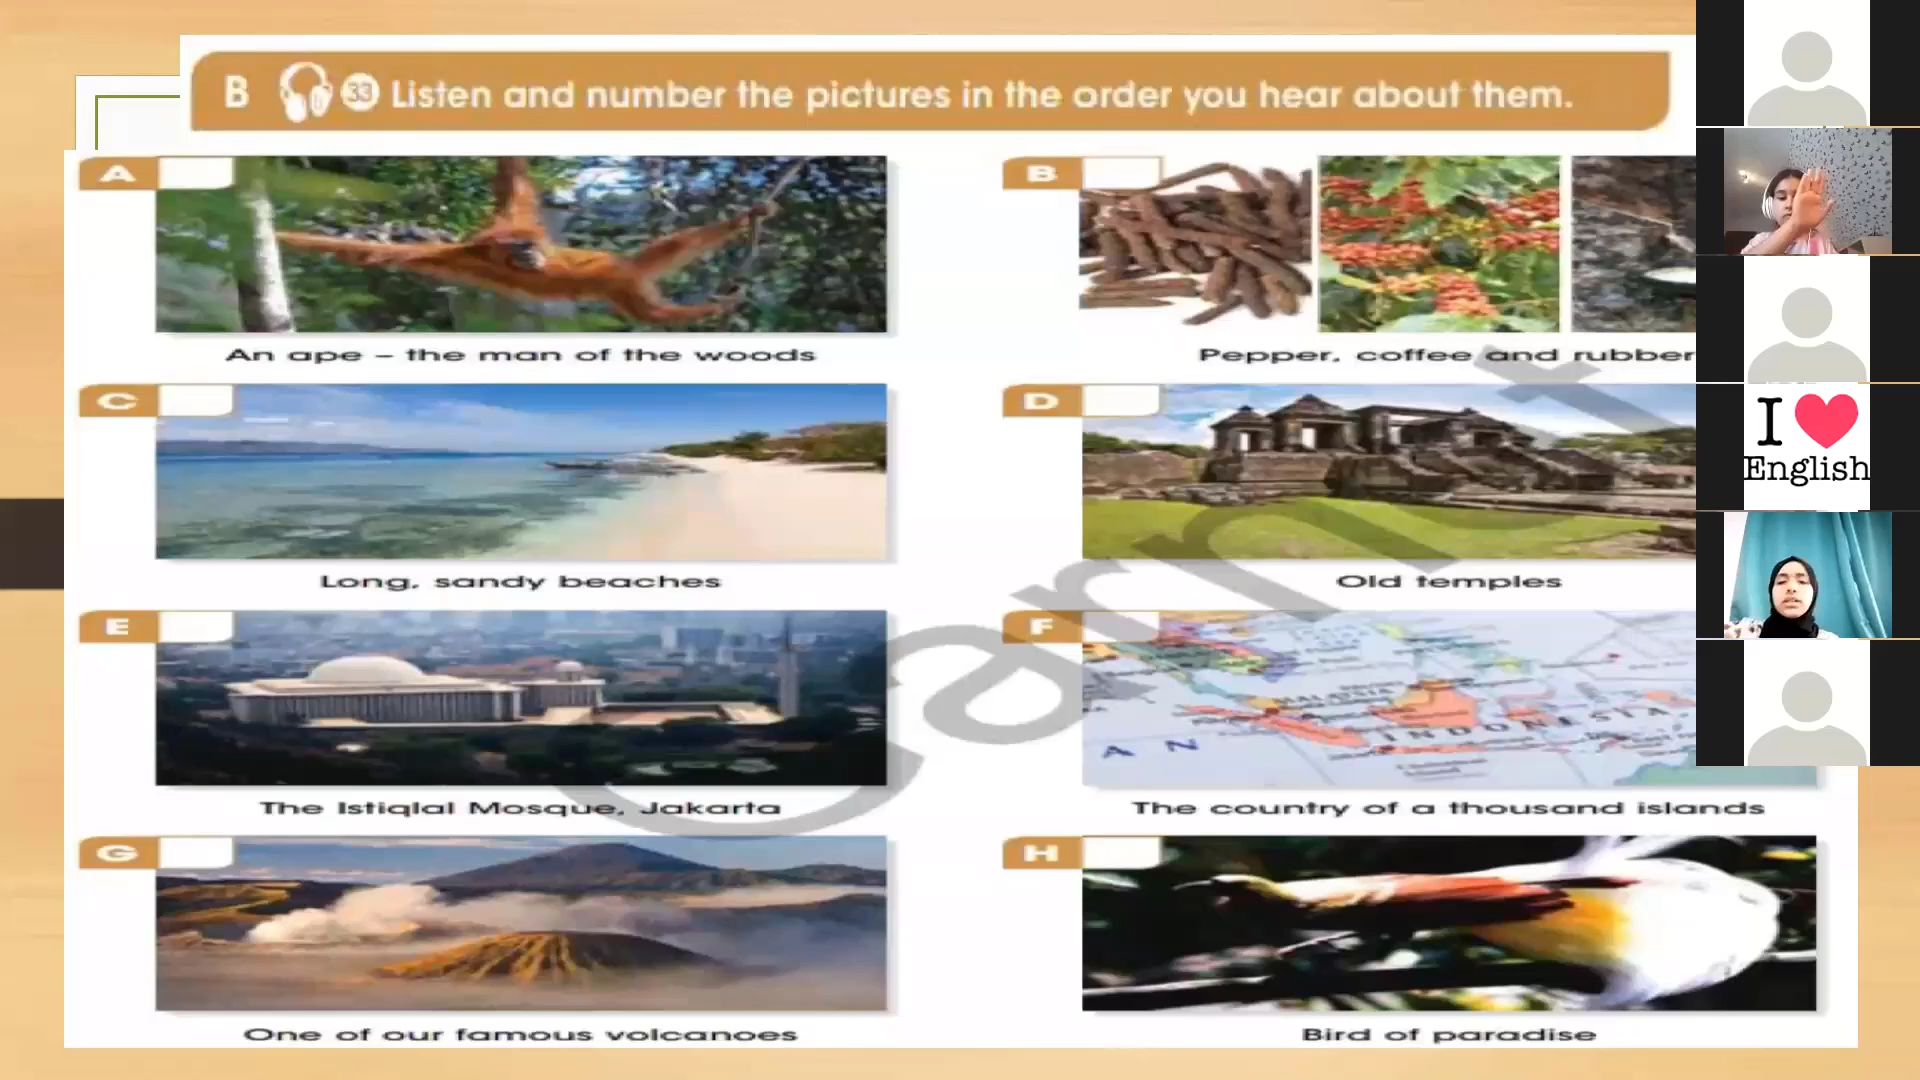 B 33 Listen and number the pictures in the order you hear about them.
A
An ape – the man of the woods
B
Pepper, coffee and rubber
C
Long, sandy beaches
D
Old temples
E
The Istiqlal Mosque, Jakarta
F
MALAYSIA
INDONESIA
A N
The country of a thousand islands
G
One of our famous volcanoes
H
Bird of paradise
I
English